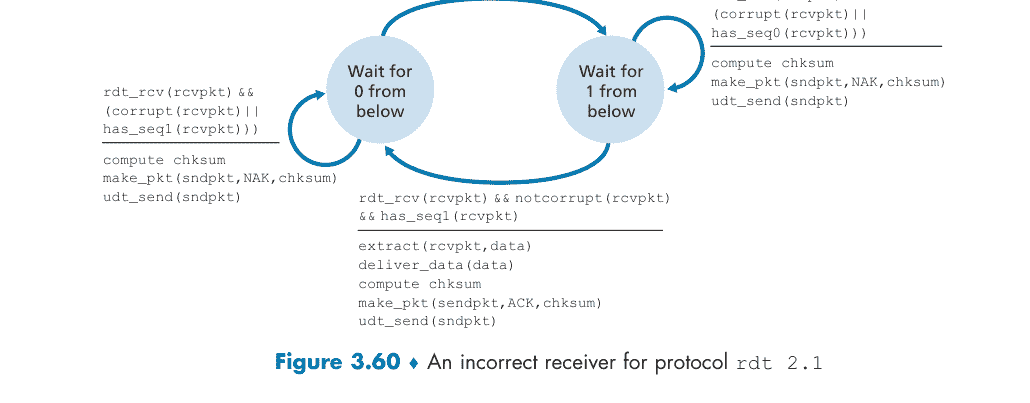 (corrupt(rcvpkt)||
has_seq0(rcvpkt)))
compute chksum
make_pkt(sndpkt,NAK,chksum)
udt_send(sndpkt)
Wait for
0 from
below
Wait for
1 from
below
rdt_rcv(rcvpkt) &&
(corrupt(rcvpkt)||
has_seq1(rcvpkt)))
compute chksum
make_pkt(sndpkt,NAK,chksum)
udt_send(sndpkt)
rdt_rcv(rcvpkt) && notcorrupt(rcvpkt)
&& has_seq1(rcvpkt)
extract(rcvpkt,data)
deliver_data(data)
compute chksum
make_pkt(sendpkt,ACK,chksum)
udt_send(sndpkt)
Figure 3.60 ♦ An incorrect receiver for protocol rdt 2.1